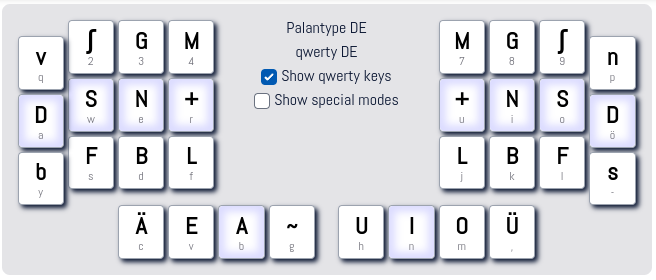 Palantype DE
qwerty DE
Show qwerty keys
Show special modes
v q
ʃ 2
G 3
M 4
M 7
G 8
ʃ 9
n p
D a
S w
N e
+ r
+ u
N i
S o
D ö
b y
F s
B d
L f
L j
B k
F l
s -
Ä c
E v
A b
~ g
U h
I n
O m
Ü ,